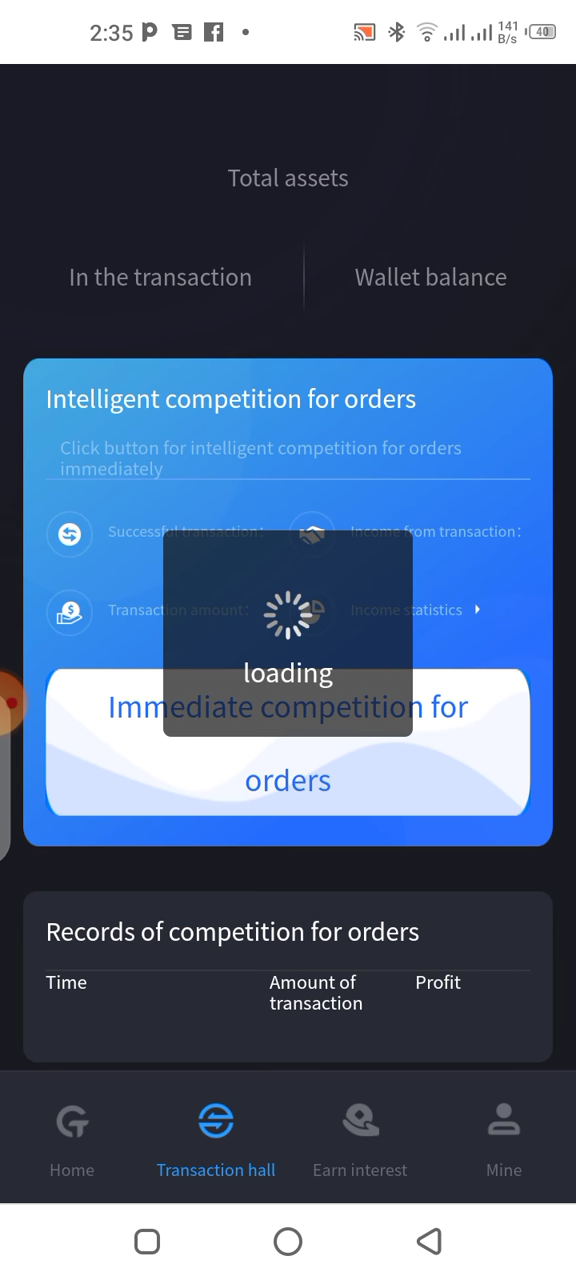 2:35
141
B/s
40
Total assets
In the transaction
Wallet balance
Intelligent competition for orders
Click button for intelligent competition for orders
immediately
Successful transaction:
Income from transaction:
Transaction amount:
Income statistics
loading
Immediate competition for
orders
Records of competition for orders
Time
Amount of
transaction
Profit
Home
Transaction hall
Earn interest
Mine